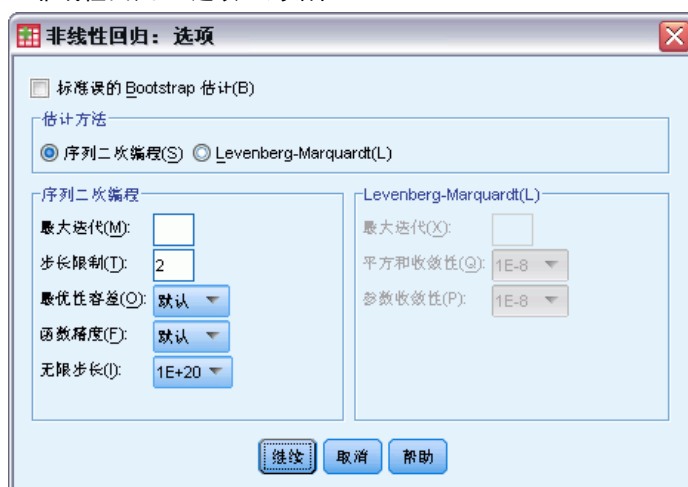 非线性回归：选项
标准误的 Bootstrap 估计(B)
估计方法
序列二次编程(S) Levenberg-Marquardt(L)
序列二次编程
最大迭代(M):
步长限制(T): 2
最优性容差(O): 默认
函数精度(F): 默认
无限步长(I): 1E+20
Levenberg-Marquardt(L)
最大迭代(X):
平方和收敛性(Q): 1E-8
参数收敛性(P): 1E-8
继续 取消 帮助